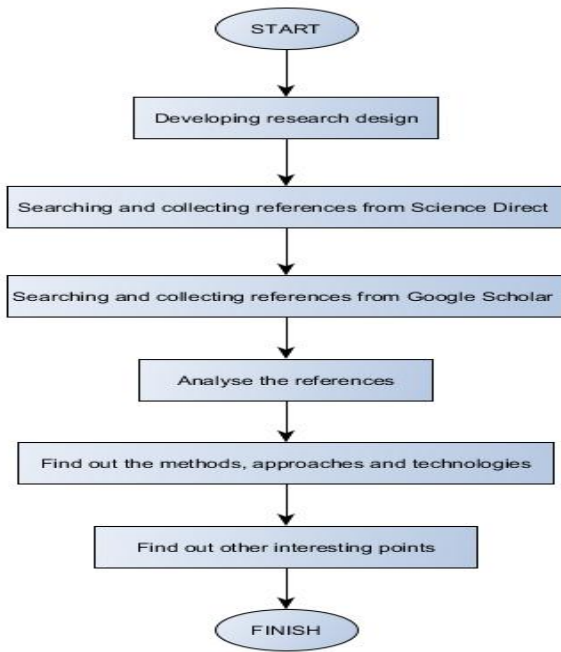 START
Developing research design
Searching and collecting references from Science Direct
Searching and collecting references from Google Scholar
Analyse the references
Find out the methods, approaches and technologies
Find out other interesting points
FINISH